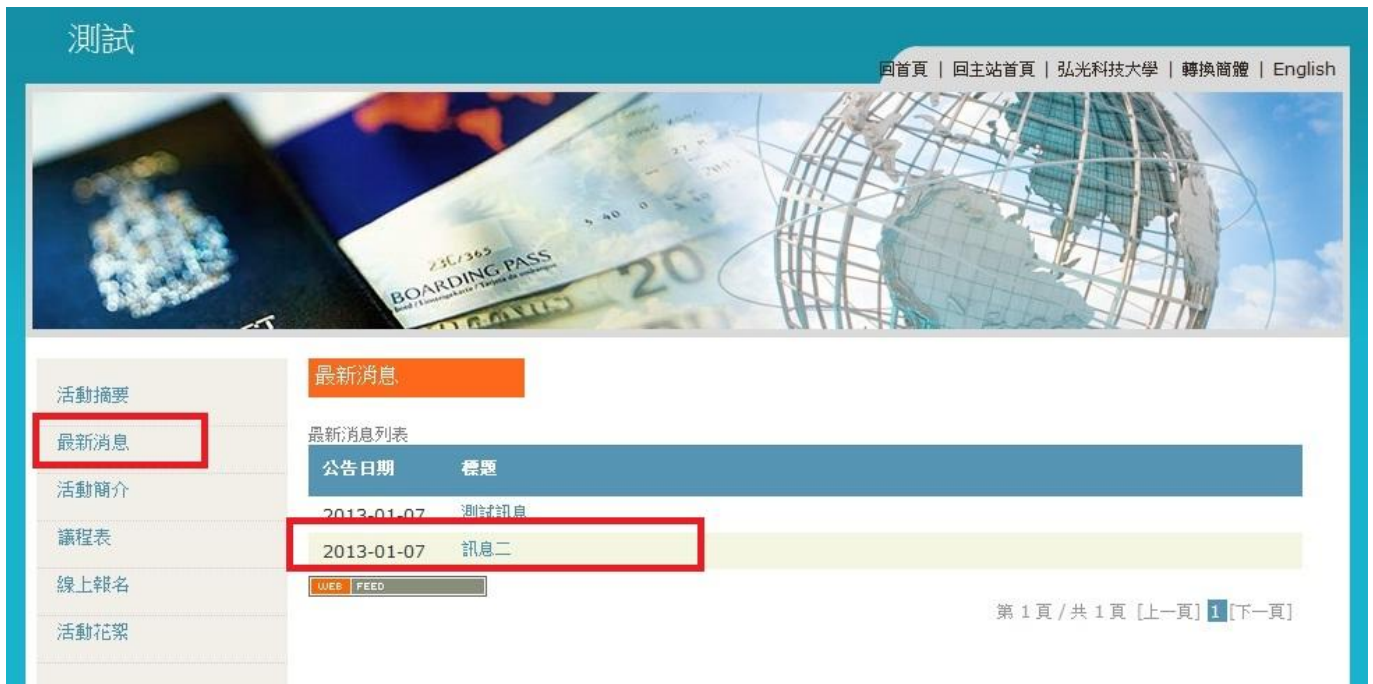 測試
回首頁 | 回主站首頁 | 弘光科技大學 | 轉換簡體 | English
23C/365
BOARDING PASS
20
活動摘要
最新消息
活動簡介
議程表
線上報名
活動花絮
最新消息
最新消息列表
公告日期 標題
2013-01-07 測試訊息
2013-01-07 訊息二
WEB FEED
第 1 頁 / 共 1 頁 [上一頁] 1 [下一頁]